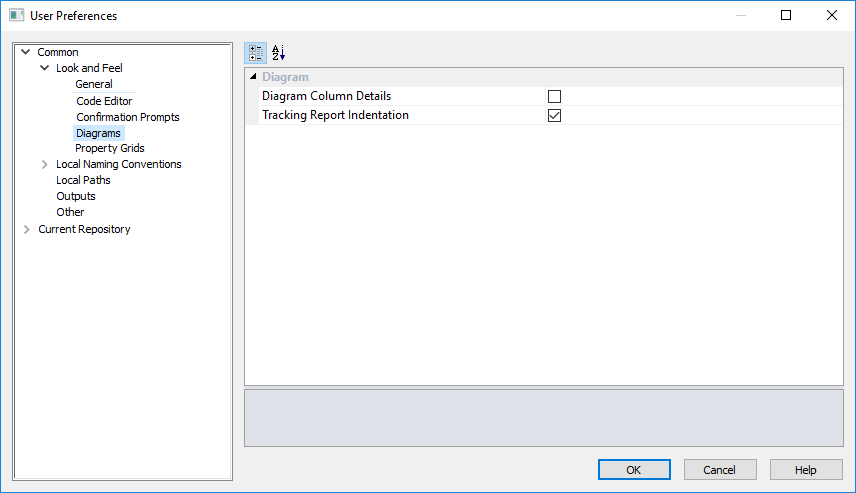 User Preferences
Common
Look and Feel
General
Code Editor
Confirmation Prompts
Diagrams
Property Grids
Local Naming Conventions
Local Paths
Outputs
Other
Current Repository
A
Z
Diagram
Diagram Column Details
Tracking Report Indentation
OK Cancel Help